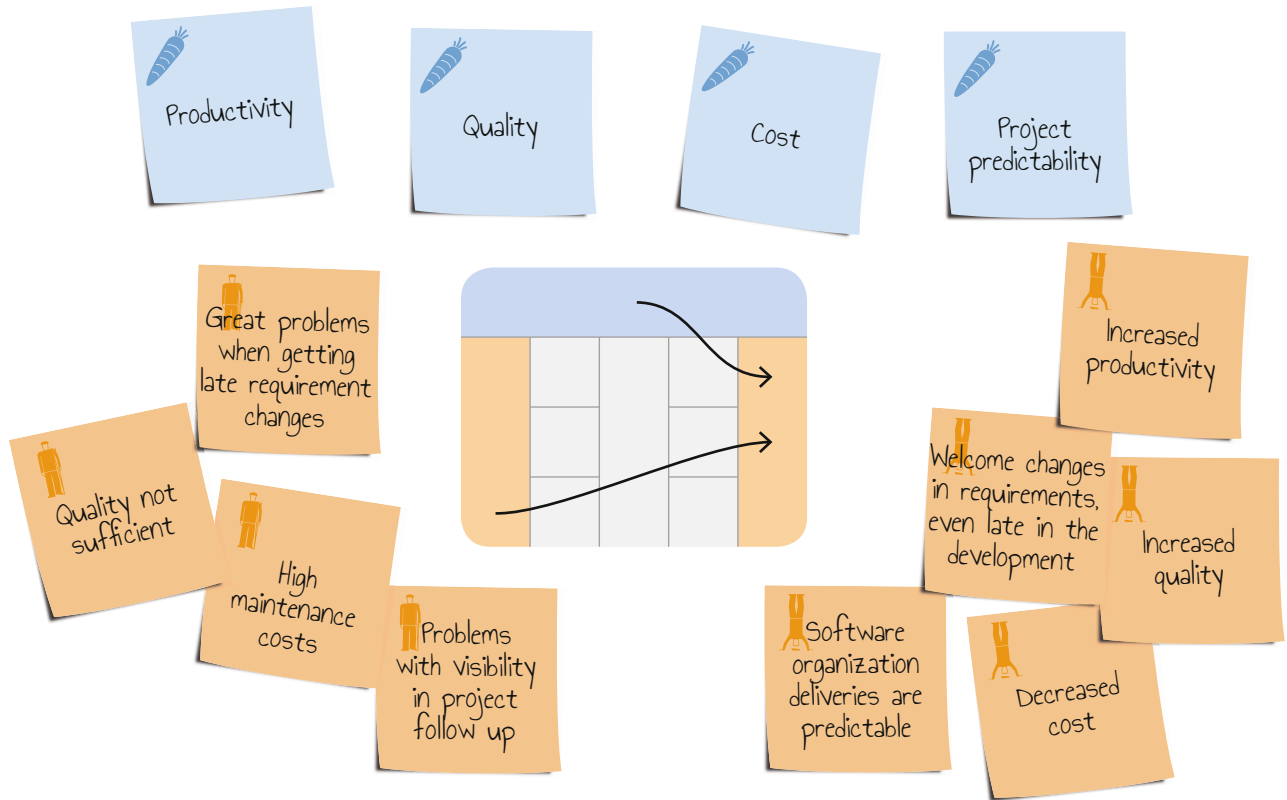 Productivity
Quality
Cost
Project
predictability
Great problems
when getting
late requirement
changes
Quality not
sufficient
High
maintenance
costs
Problems
with visibility
in project
follow up
Increased
productivity
Welcome changes
in requirements,
even late in the
development
Increased
quality
Software
organization
deliveries are
predictable
Decreased
cost